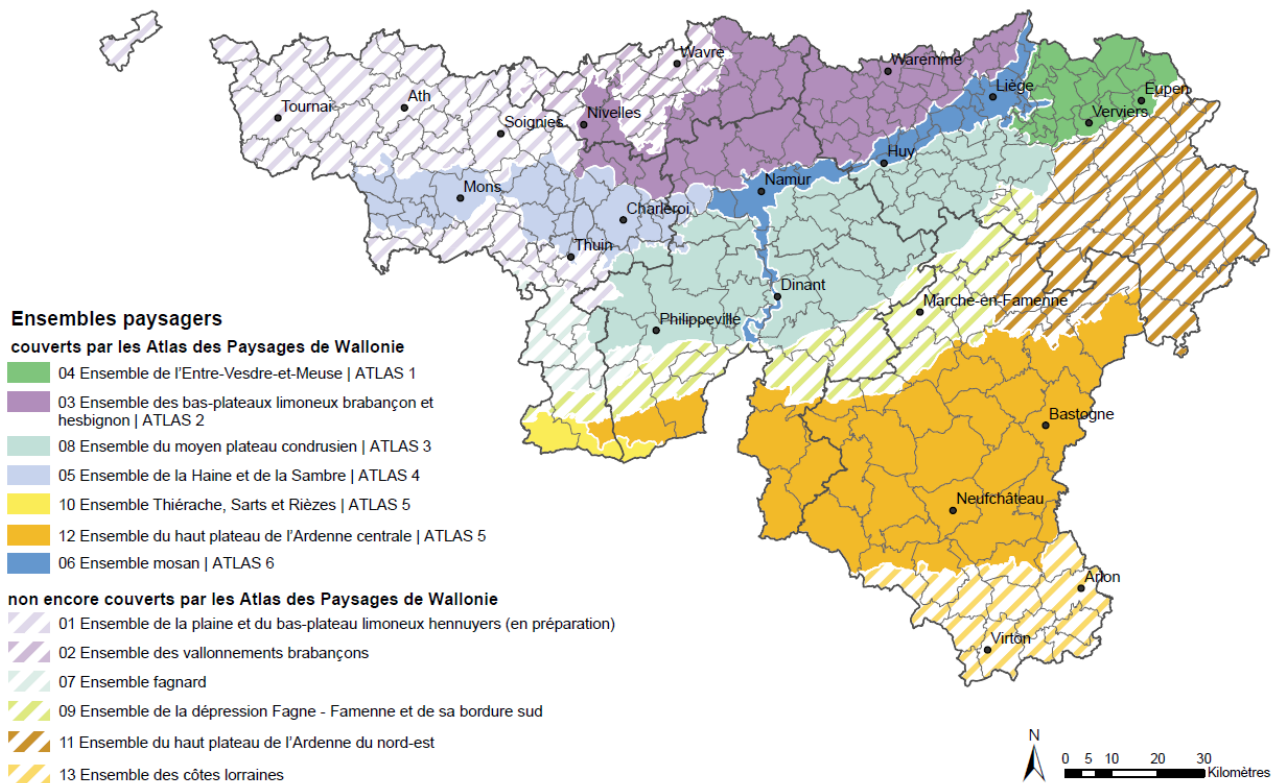 Wavre
Waremme
Liège
Eupen
Ath
Tournai
Nivelles
Verviers
Soignies
Huy
Namur
Mons
Charleroi
Thuin
Dinant
Marche-en-Famenne
Philippeville
Bastogne
Neufchâteau
Arlon
Virton
Ensembles paysagers
couverts par les Atlas des Paysages de Wallonie
04 Ensemble de l'Entre-Vesdre-et-Meuse | ATLAS 1
03 Ensemble des bas-plateaux limoneux brabançon et
hesbignon | ATLAS 2
08 Ensemble du moyen plateau condrusien | ATLAS 3
05 Ensemble de la Haine et de la Sambre | ATLAS 4
10 Ensemble Thiérache, Sarts et Rièzes | ATLAS 5
12 Ensemble du haut plateau de l'Ardenne centrale | ATLAS 5
06 Ensemble mosan | ATLAS 6
non encore couverts par les Atlas des Paysages de Wallonie
01 Ensemble de la plaine et du bas-plateau limoneux hennuyers (en préparation)
02 Ensemble des vallonnements brabançons
07 Ensemble fagnard
09 Ensemble de la dépression Fagne - Famenne et de sa bordure sud
11 Ensemble du haut plateau de l'Ardenne du nord-est
13 Ensemble des côtes lorraines
N
0 5 10 20 30
Kilomètres